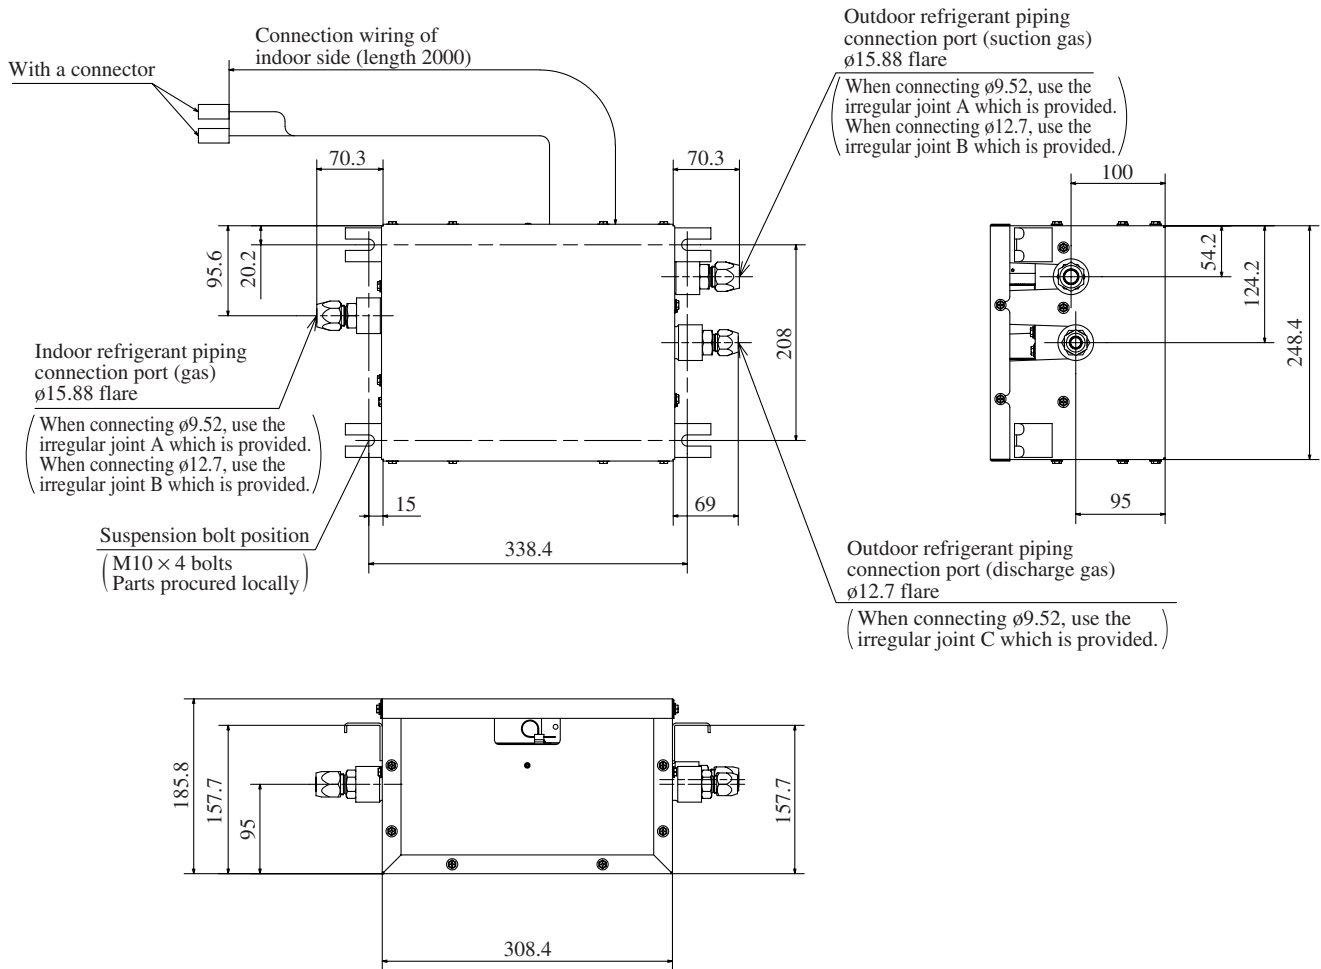 Connection wiring of
indoor side (length 2000)
With a connector
Outdoor refrigerant piping
connection port (suction gas)
ø15.88 flare
(When connecting ø9.52, use the
irregular joint A which is provided.
When connecting ø12.7, use the
irregular joint B which is provided.)
70.3
70.3
100
95.6
20.2
54.2
124.2
208
248.4
Indoor refrigerant piping
connection port (gas)
ø15.88 flare
(When connecting ø9.52, use the
irregular joint A which is provided.
When connecting ø12.7, use the
irregular joint B which is provided.)
15
69
95
Suspension bolt position
(M10 × 4 bolts
Parts procured locally)
338.4
Outdoor refrigerant piping
connection port (discharge gas)
ø12.7 flare
(When connecting ø9.52, use the
irregular joint C which is provided.)
185.8
157.7
95
157.7
308.4